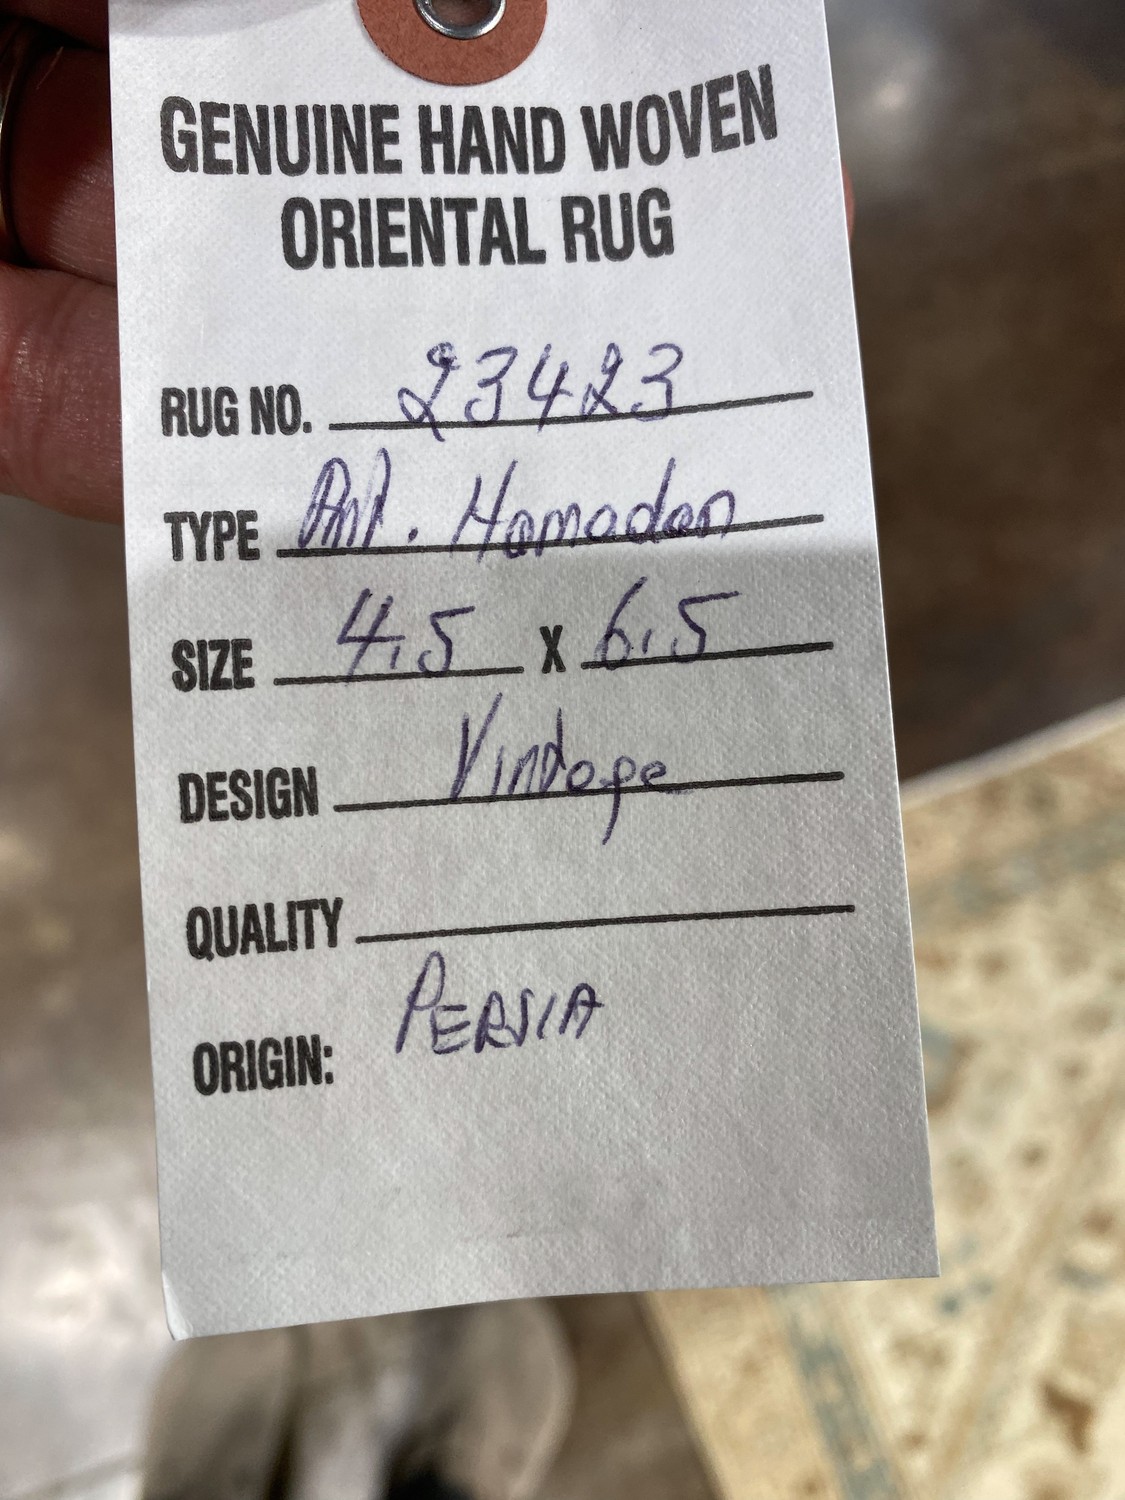 GENUINE HAND WOVEN
ORIENTAL RUG
RUG NO. 23423
TYPE Ant. Hamadan
SIZE 4.5 X 6.5
DESIGN Vintage
QUALITY
ORIGIN: PERSIA